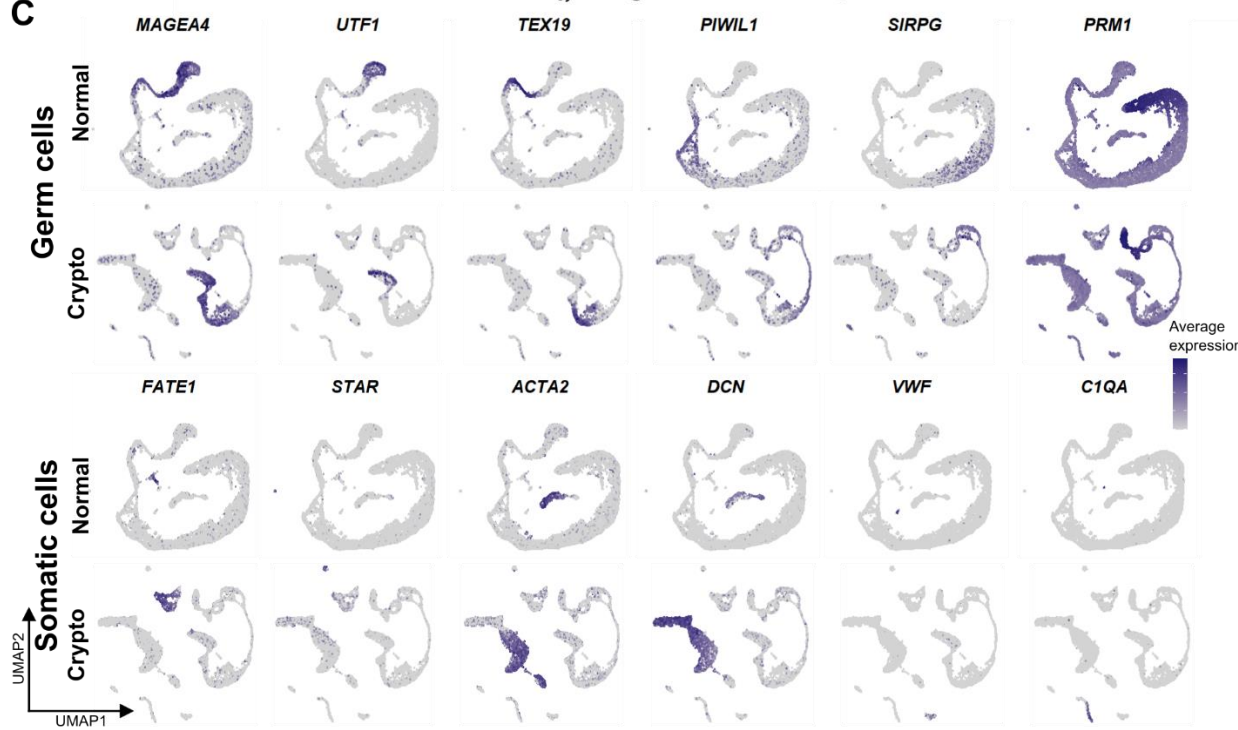 C
MAGEA4 UTF1 TEX19 PIWIL1 SIRPG PRM1
Germ cells
Normal
Crypto
Average
expression
FATE1 STAR ACTA2 DCN VWF C1QA
Somatic cells
Normal
Crypto
UMAP2
UMAP1